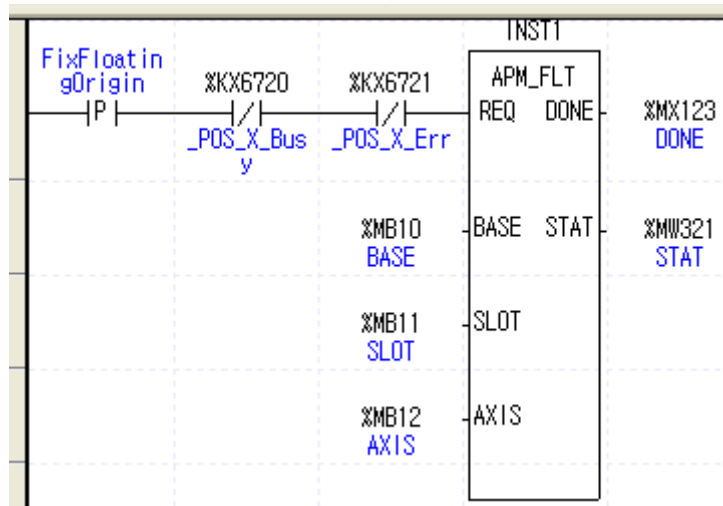 INST1
FixFloatin
gOrigin
%KX6720
%KX6721
APM_FLT
P
/
/
REQ DONE
%MX123
_POS_X_Bus
y
_POS_X_Err
DONE
%MB10
BASE STAT
%MW321
BASE
STAT
%MB11
SLOT
SLOT
%MB12
AXIS
AXIS